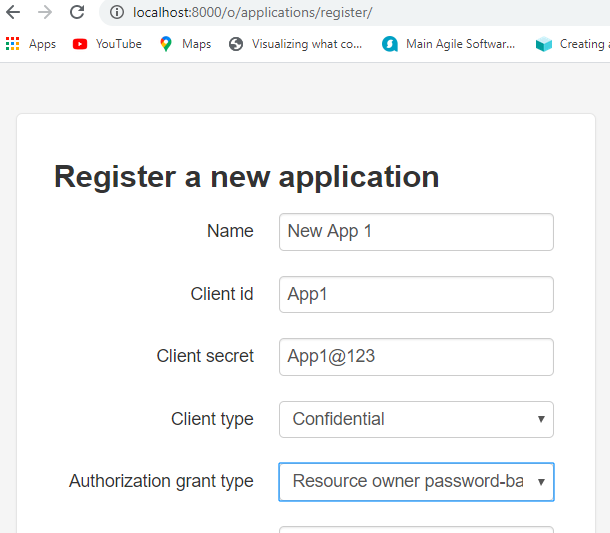 localhost:8000/o/applications/register/
Apps YouTube Maps Visualizing what co... Main Agile Softwar... Creating a
Register a new application
Name New App 1
Client id App1
Client secret App1@123
Client type Confidential
Authorization grant type Resource owner password-ba